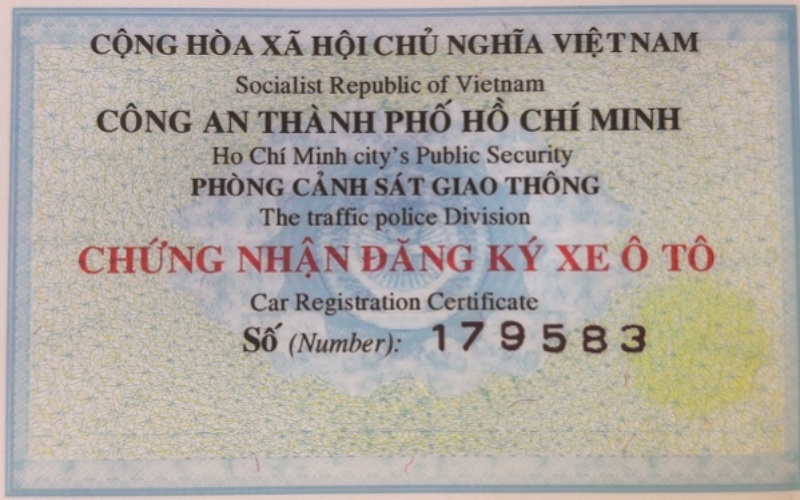 CỘNG HÒA XÃ HỘI CHỦ NGHĨA VIỆT NAM
Socialist Republic of Vietnam
CÔNG AN THÀNH PHỐ HỒ CHÍ MINH
Ho Chí Minh city's Public Security
PHÒNG CẢNH SÁT GIAO THÔNG
The traffic police Division
CHỨNG NHẬN ĐĂNG KÝ XE Ô TÔ
Car Registration Certificate
Số (Number): 179583